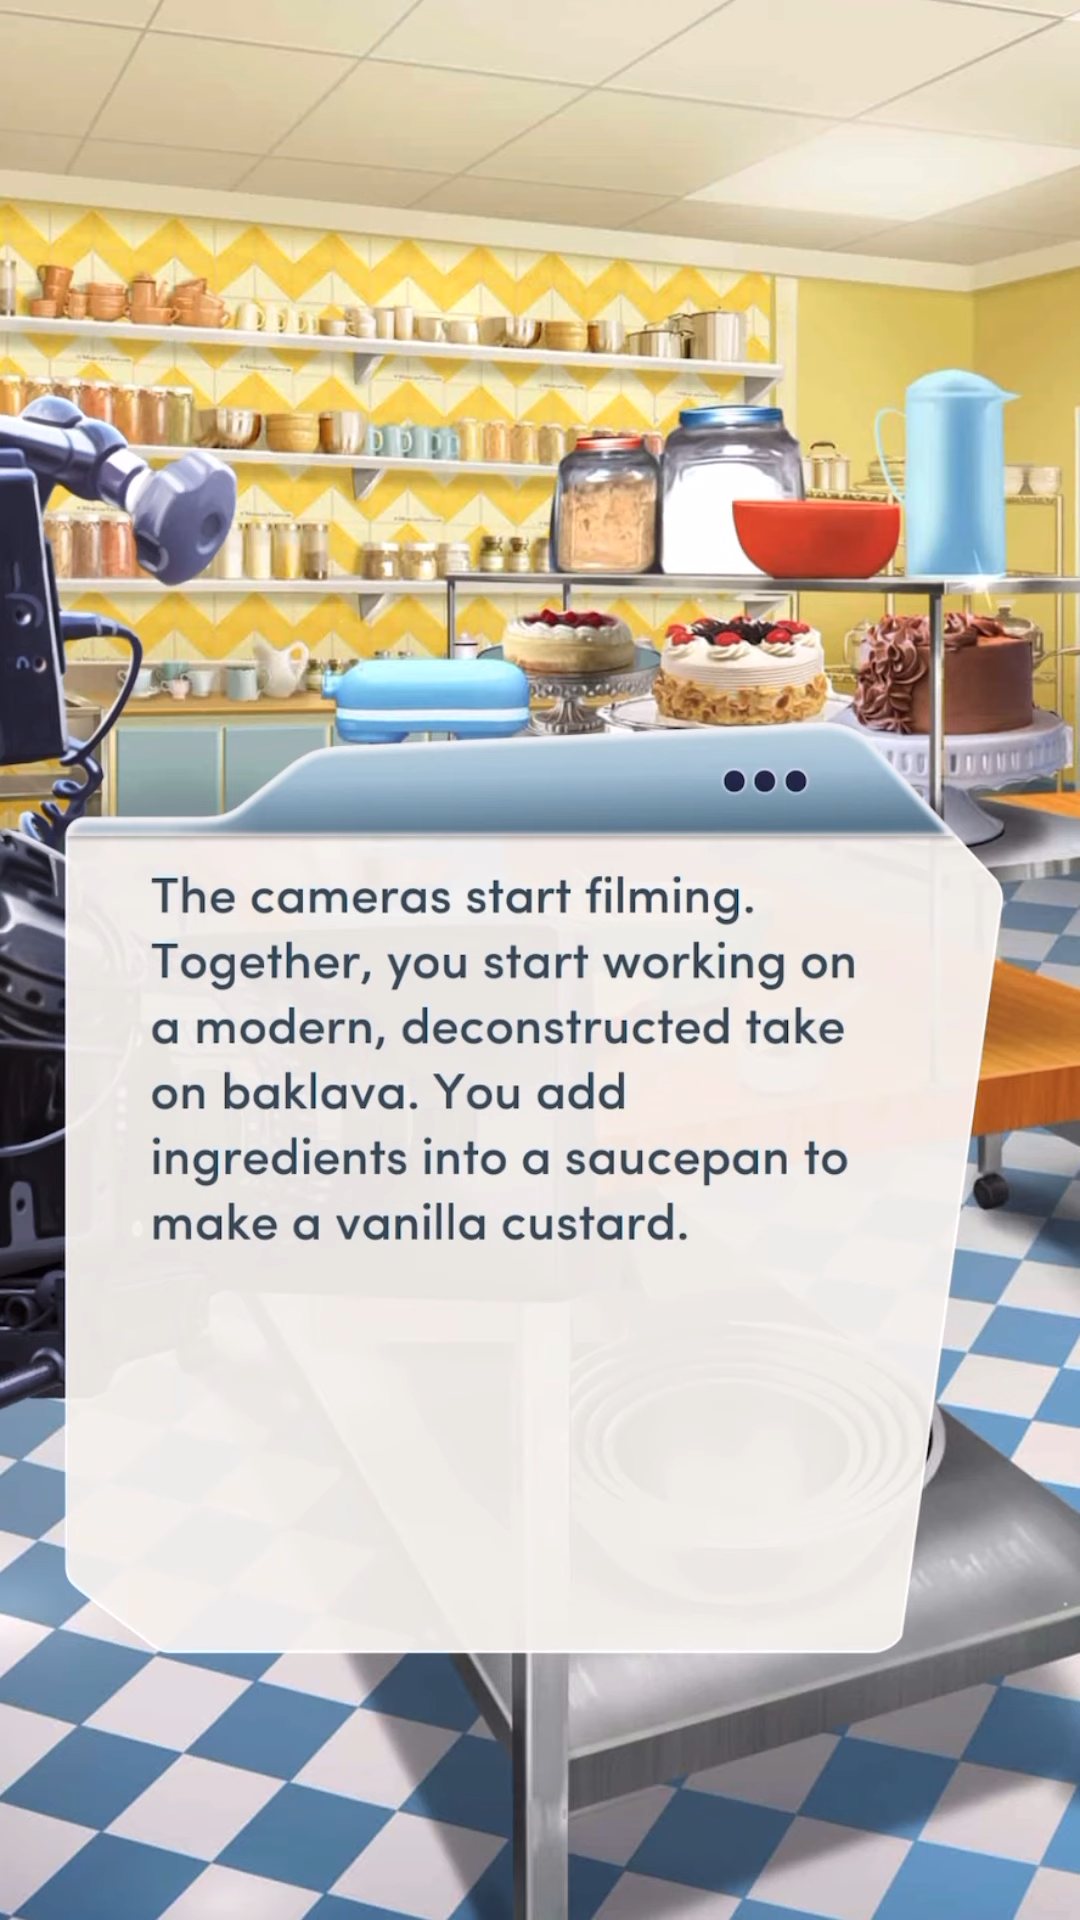 The cameras start filming.
Together, you start working on
a modern, deconstructed take
on baklava. You add
ingredients into a saucepan to
make a vanilla custard.